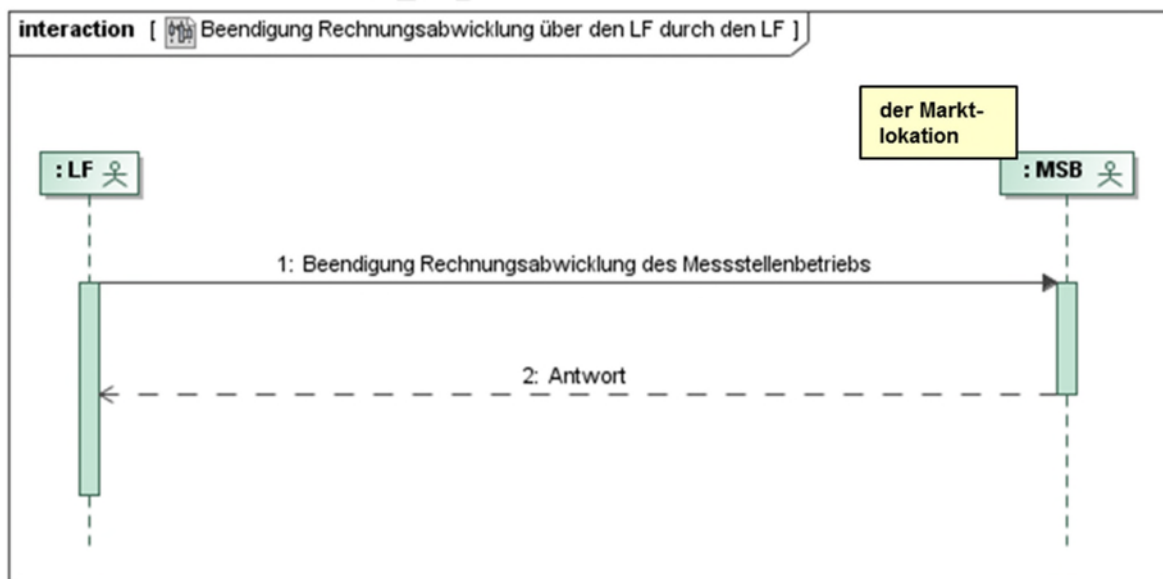 interaction [ Beendigung Rechnungsabwicklung über den LF durch den LF ]
der Markt-
lokation
: LF
: MSB
1: Beendigung Rechnungsabwicklung des Messstellenbetriebs
2: Antwort